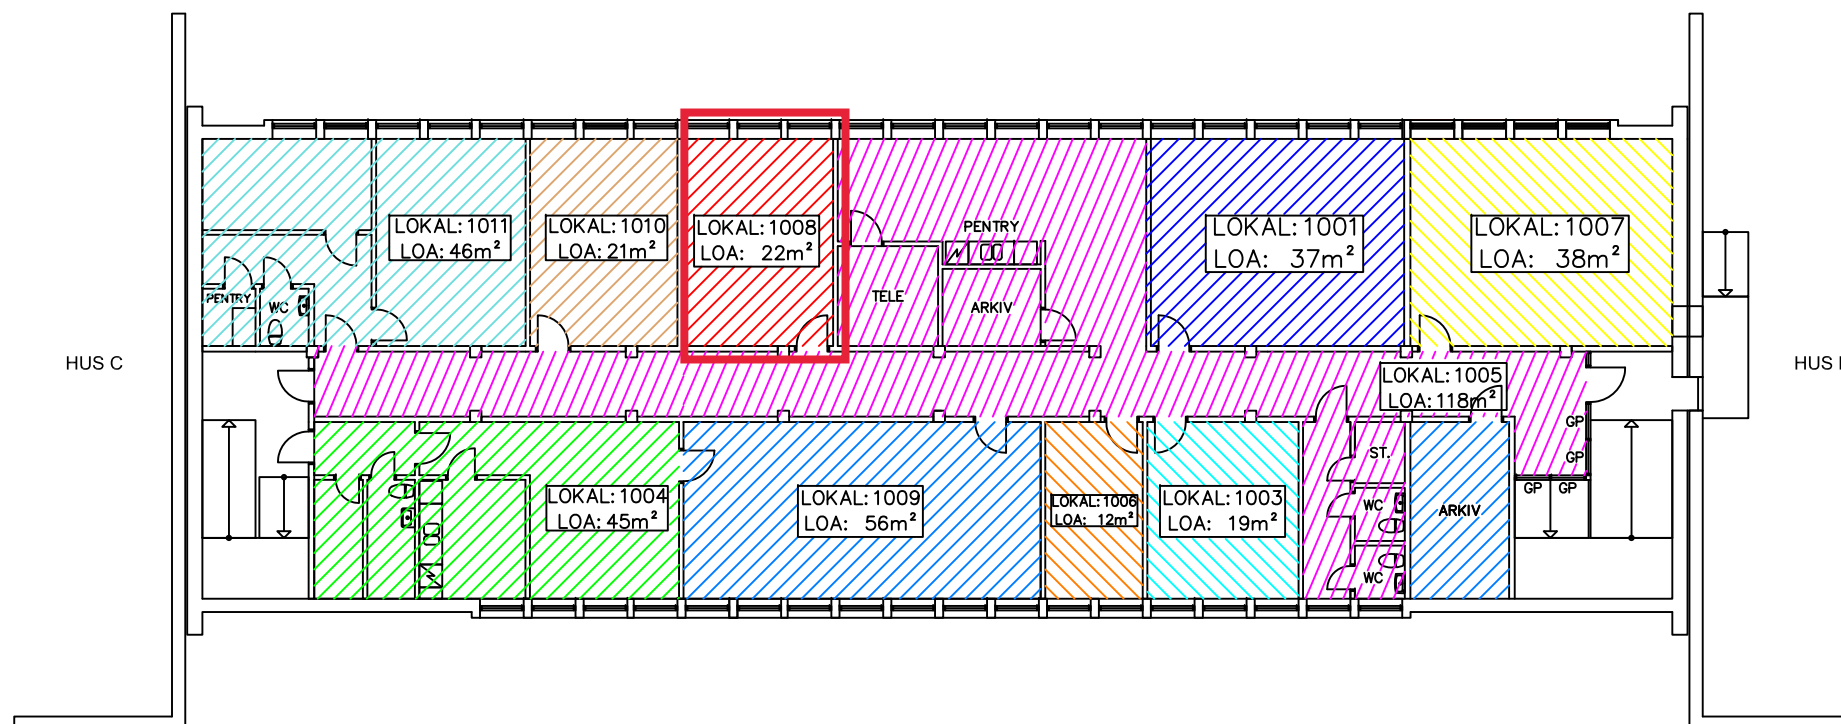 LOKAL: 1011
LOA: 46m²
LOKAL: 1010
LOA: 21m²
LOKAL: 1008
LOA: 22m²
PENTRY
LOKAL: 1001
LOA: 37m²
LOKAL: 1007
LOA: 38m²
PENTRY
WC
TELE
ARKIV
HUS C
HUS
LOKAL: 1005
LOA: 118m²
GP
GP
ST.
LOKAL: 1004
LOA: 45m²
LOKAL: 1009
LOA: 56m²
LOKAL: 1006
LOA: 12m²
LOKAL: 1003
LOA: 19m²
WC
ARKIV
GP GP
WC